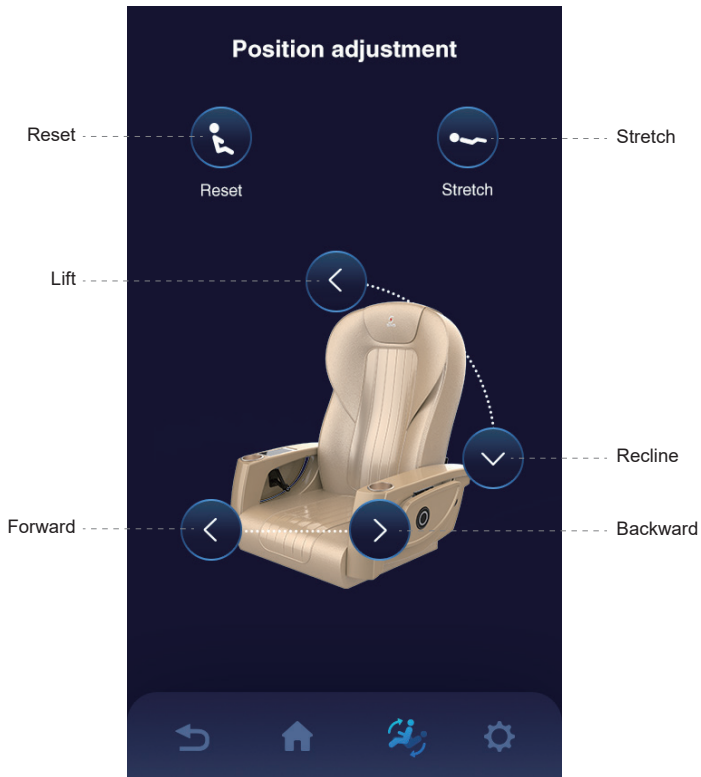 Position adjustment
Reset
Stretch
Reset
Stretch
Lift
Recline
Forward
Backward